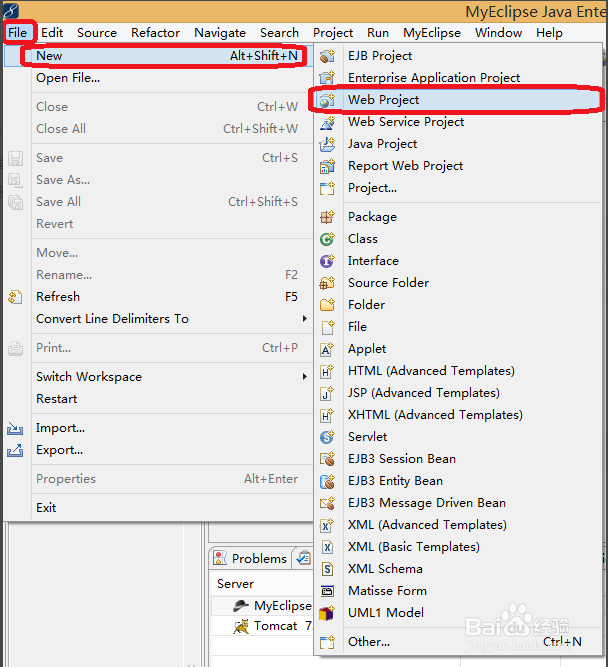 MyEclipse Java Ente
File Edit Source Refactor Navigate Search Project Run MyEclipse Window Help
New Alt+Shift+N
Open File...
Close Ctrl+W
Close All Ctrl+Shift+W
Save Ctrl+S
Save As...
Save All Ctrl+Shift+S
Revert
Move...
Rename... F2
Refresh F5
Convert Line Delimiters To
Print... Ctrl+P
Switch Workspace
Restart
Import...
Export...
Properties Alt+Enter
Exit
EJB Project
Enterprise Application Project
Web Project
Web Service Project
Java Project
Report Web Project
Project...
Package
Class
Interface
Source Folder
Folder
File
Applet
HTML (Advanced Templates)
JSP (Advanced Templates)
XHTML (Advanced Templates)
Servlet
EJB3 Session Bean
EJB3 Entity Bean
EJB3 Message Driven Bean
XML (Advanced Templates)
XML (Basic Templates)
XML Schema
Matisse Form
UML1 Model
Other... Ctrl+N
Problems
Server
MyEclipse
Tomcat 7
Baidu 经验
jingyan.baidu.com